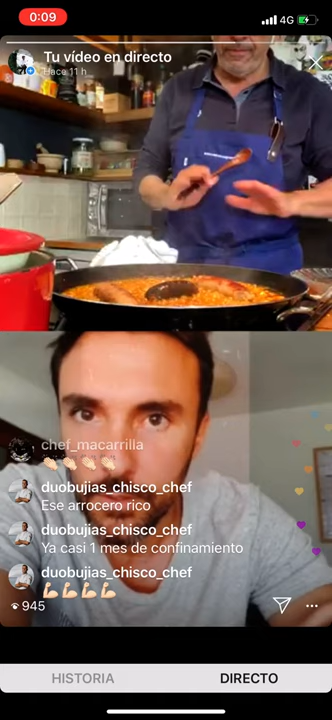 0:09
4G
Tu vídeo en directo
Hace 11 h
chef_macarrilla
👏🏻👏🏻👏🏻👏🏻
duobujias_chisco_chef
Ese arrocero rico
duobujias_chisco_chef
Ya casi 1 mes de confinamiento
duobujias_chisco_chef
💪🏻💪🏻💪🏻💪🏻
945
HISTORIA
DIRECTO